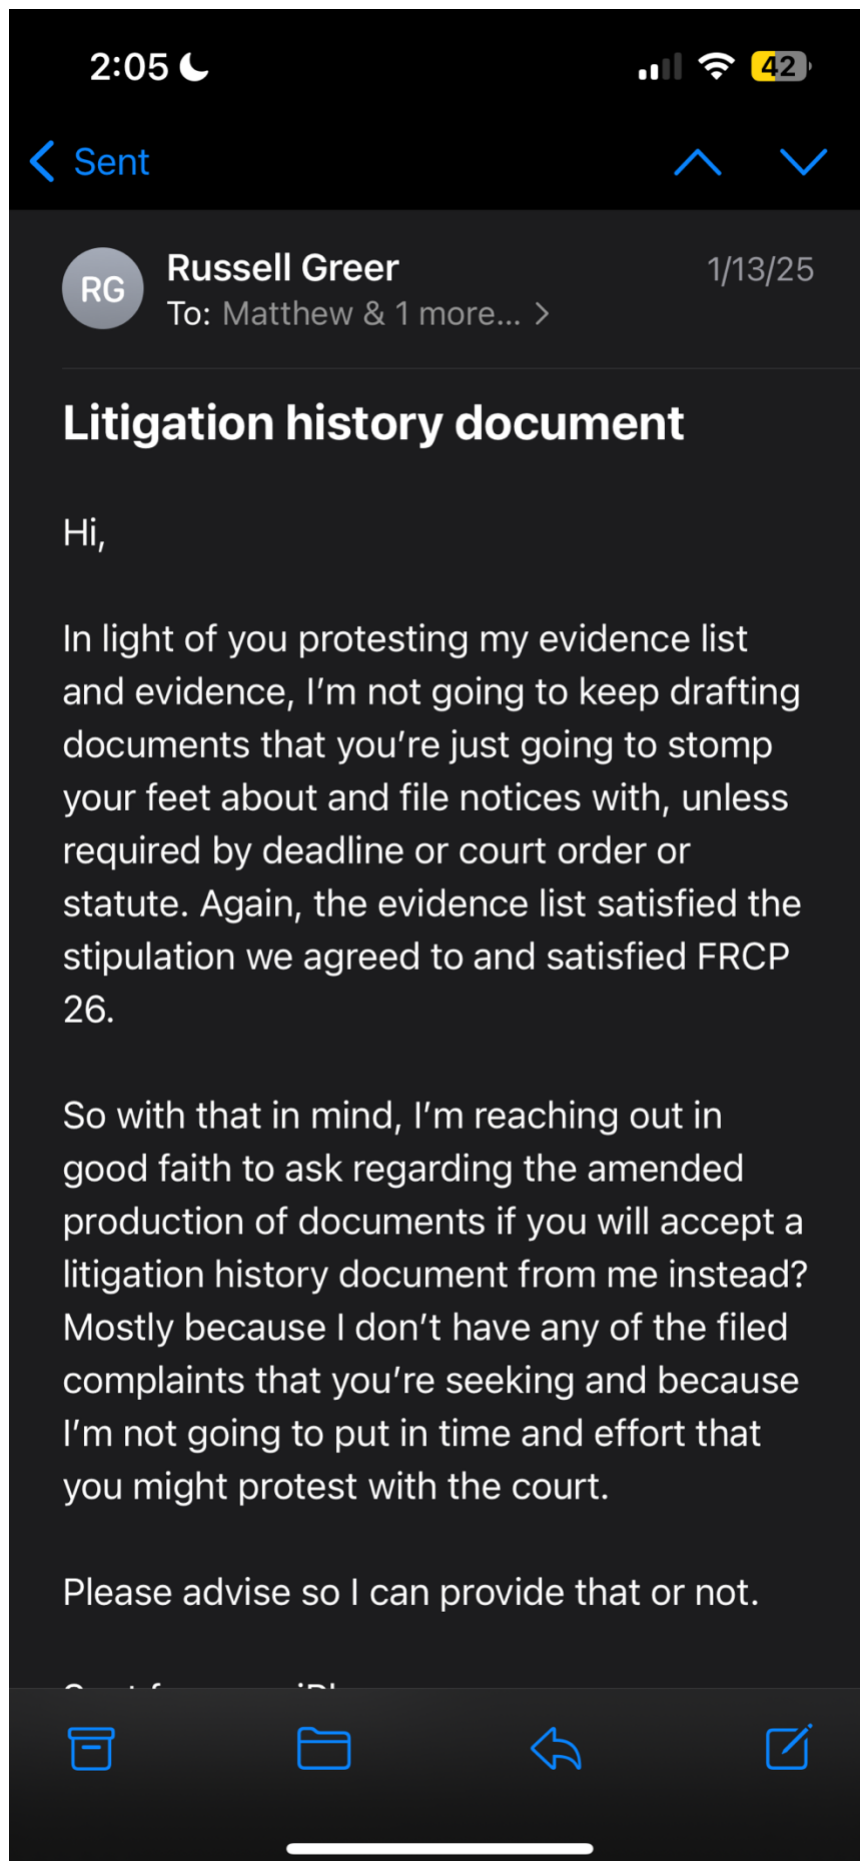 2:05
42
Sent
RG
Russell Greer
1/13/25
To: Matthew & 1 more...
Litigation history document
Hi,
In light of you protesting my evidence list
and evidence, I'm not going to keep drafting
documents that you're just going to stomp
your feet about and file notices with, unless
required by deadline or court order or
statute. Again, the evidence list satisfied the
stipulation we agreed to and satisfied FRCP
26.
So with that in mind, I'm reaching out in
good faith to ask regarding the amended
production of documents if you will accept a
litigation history document from me instead?
Mostly because I don't have any of the filed
complaints that you're seeking and because
I'm not going to put in time and effort that
you might protest with the court.
Please advise so I can provide that or not.